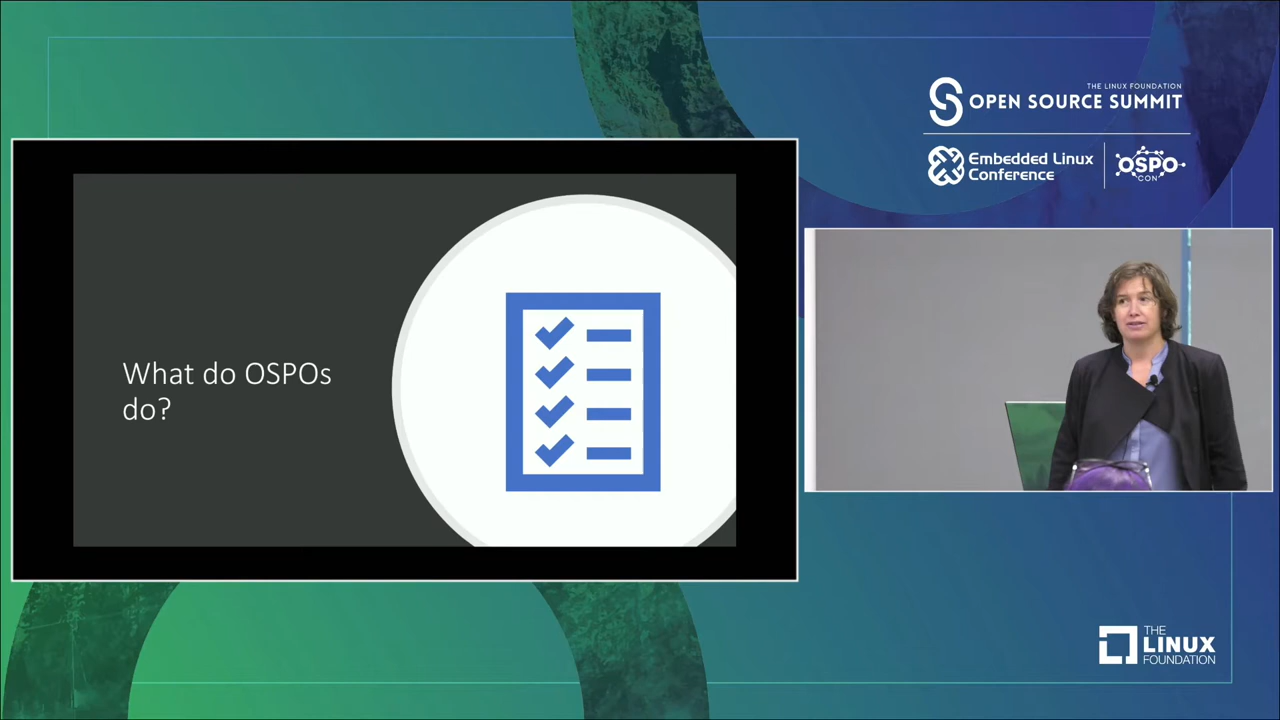 THE LINUX FOUNDATION
OPEN SOURCE SUMMIT
Embedded Linux
Conference
OSPO
CON
What do OSPOs
do?
THE
LINUX
FOUNDATION